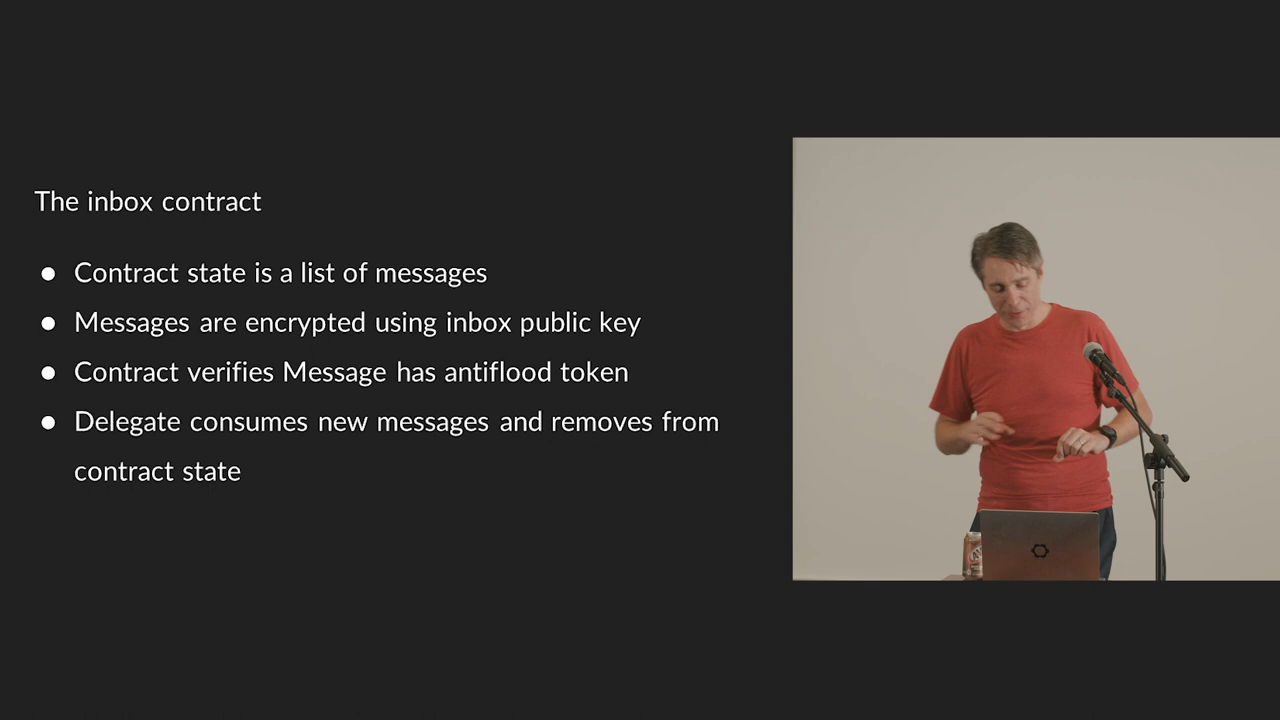 The inbox contract
● Contract state is a list of messages
● Messages are encrypted using inbox public key
● Contract verifies Message has antiflood token
● Delegate consumes new messages and removes from
contract state